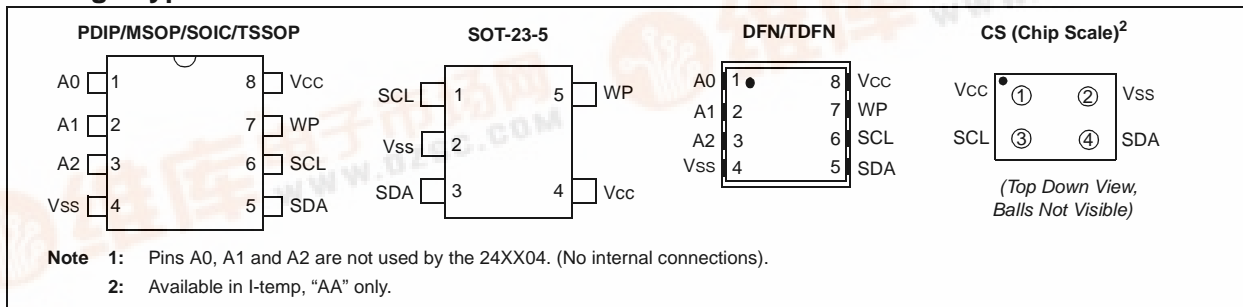 PDIP/MSOP/SOIC/TSSOP
A0 1 8 VCC
A1 2 7 WP
A2 3 6 SCL
VSS 4 5 SDA
SOT-23-5
SCL 1 5 WP
VSS 2
SDA 3 4 VCC
DFN/TDFN
A0 1 8 VCC
A1 2 7 WP
A2 3 6 SCL
VSS 4 5 SDA
CS (Chip Scale)2
VCC 1 2 VSS
SCL 3 4 SDA
(Top Down View,
Balls Not Visible)
Note 1: Pins A0, A1 and A2 are not used by the 24XX04. (No internal connections).
2: Available in I-temp, “AA” only.